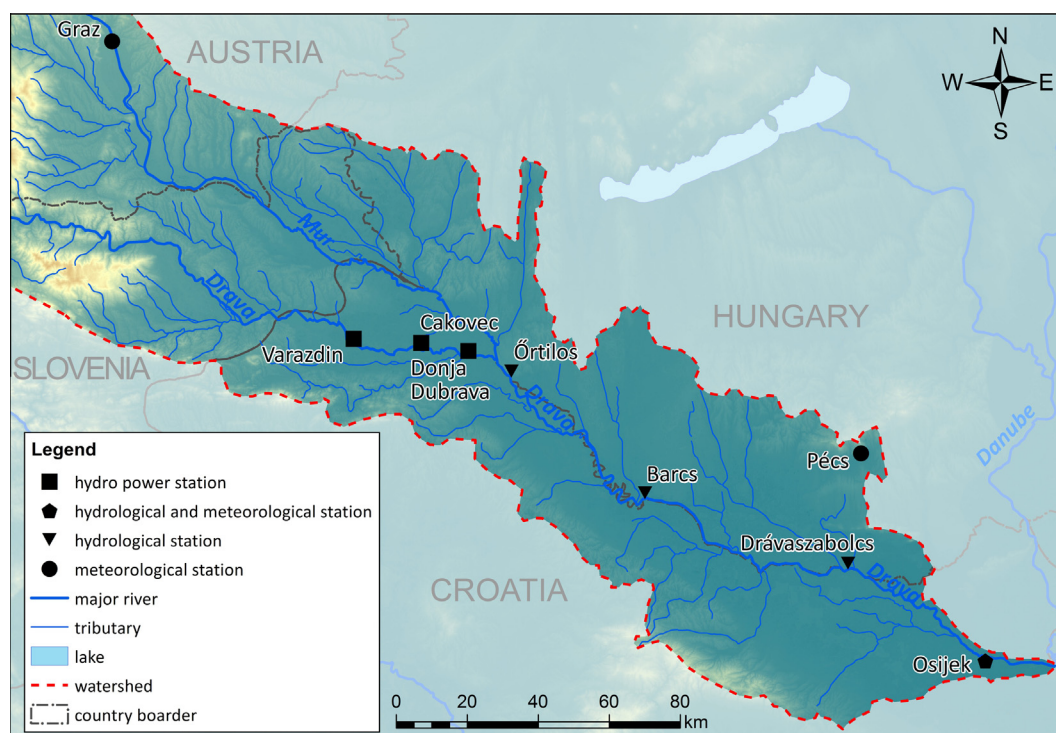 Graz
AUSTRIA
N
W E
S
Mur
Drava
HUNGARY
Cakovec
Varazdin
Őrtilos
SLOVENIA
Donja
Dubrava
Drava
Danube
Legend
hydro power station
hydrological and meteorological station
hydrological station
meteorological station
major river
tributary
lake
watershed
country boarder
Pécs
Barcs
Drávaszabolcs
CROATIA
Drava
Osijek
0 20 40 60 80
km